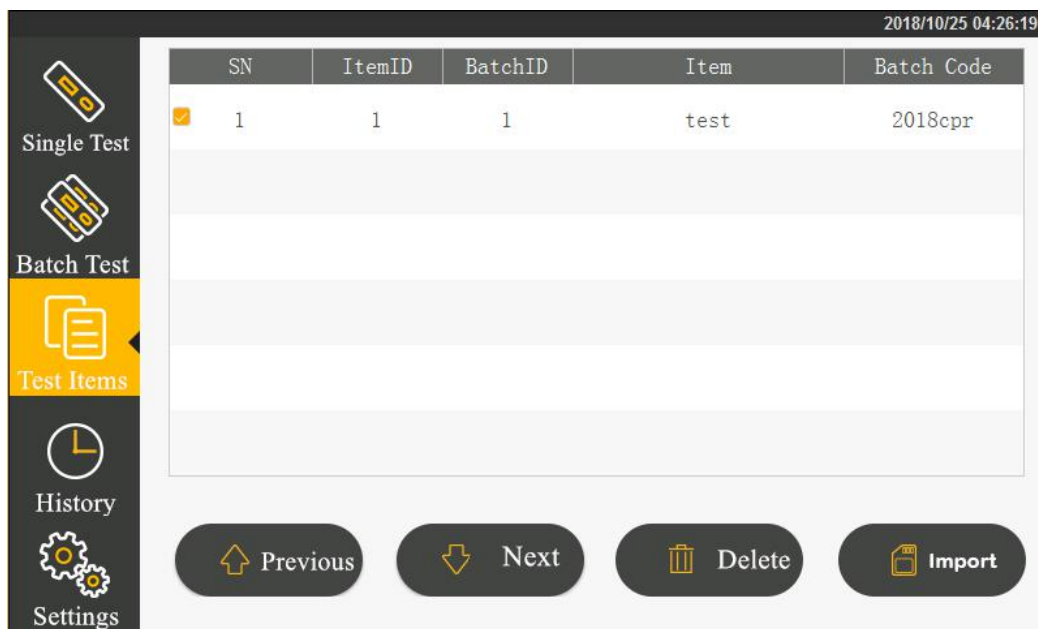 2018/10/25 04:26:19
Single Test
Batch Test
Test Items
History
Settings
SN ItemID BatchID Item Batch Code
1 1 1 test 2018cpr
Previous Next Delete Import